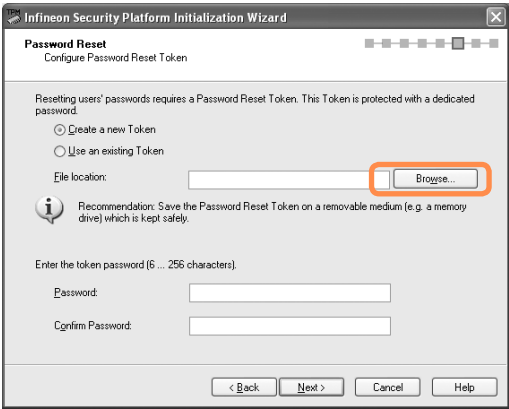 TPM Infineon Security Platform Initialization Wizard
Password Reset
Configure Password Reset Token
Resetting users' passwords requires a Password Reset Token. This Token is protected with a dedicated
password.
Create a new Token
Use an existing Token
File location:
Browse...
Recommendation: Save the Password Reset Token on a removable medium (e.g. a memory
drive) which is kept safely.
Enter the token password (6 ... 256 characters).
Password:
Confirm Password:
< Back Next > Cancel Help